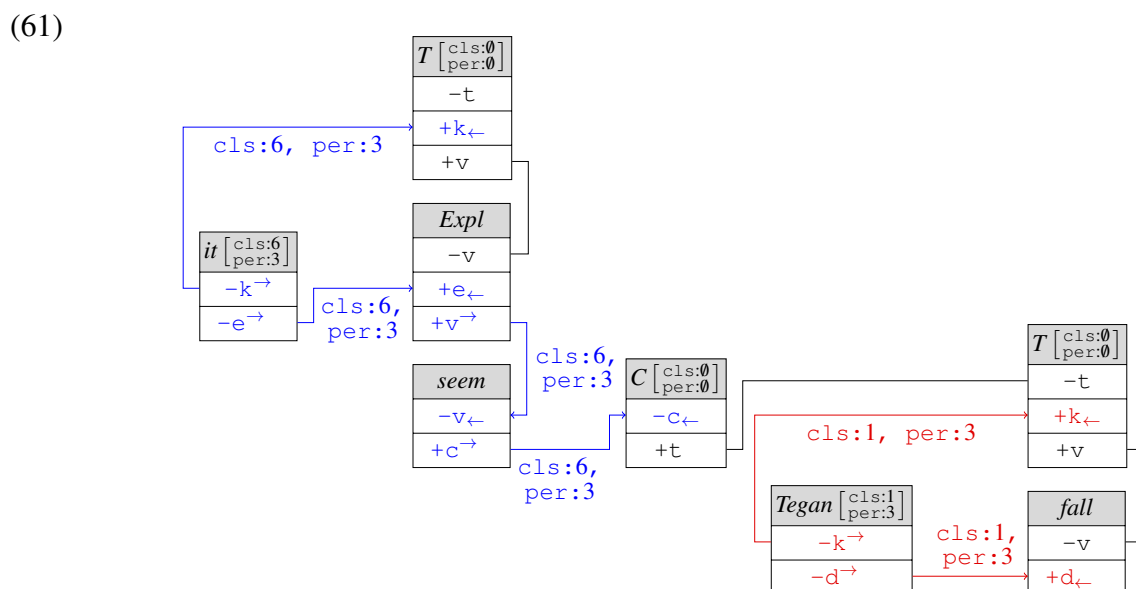 (61)
T [cls:∅ per:∅]
−t
+k←
+v
cls:6, per:3
Expl
−v
+e←
+v→
it [cls:6 per:3]
−k→
−e→
cls:6,
per:3
cls:6,
per:3
seem
−v←
+c→
cls:6,
per:3
C [cls:∅ per:∅]
−c←
+t
T [cls:∅ per:∅]
−t
+k←
+v
cls:1, per:3
Tegan [cls:1 per:3]
−k→
−d→
cls:1,
per:3
fall
−v
+d←